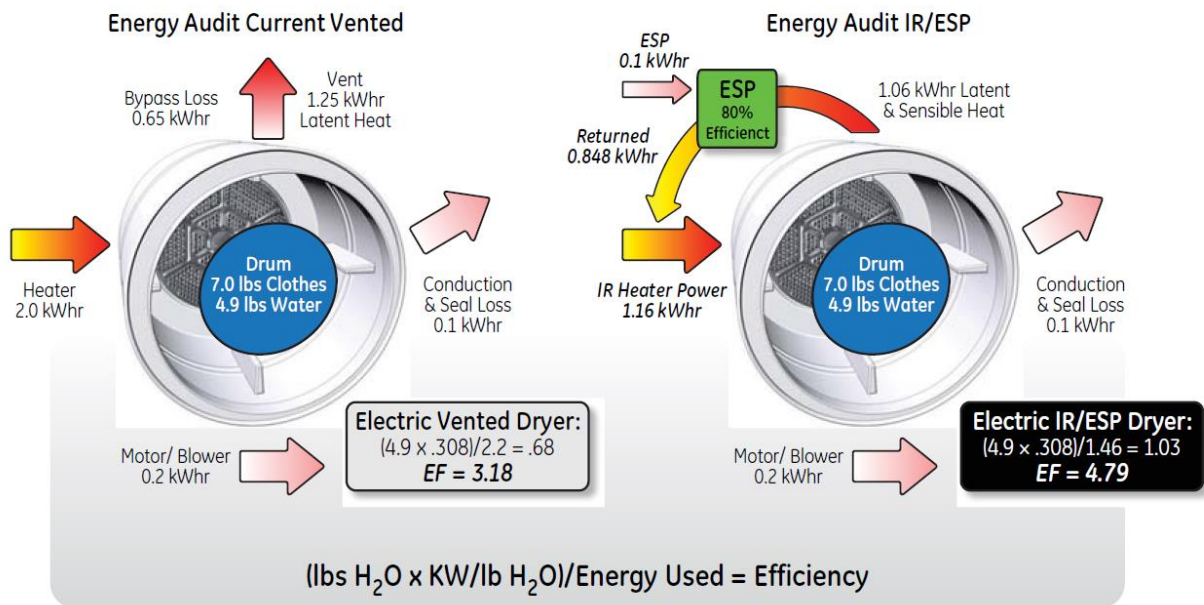 Energy Audit Current Vented
Bypass Loss
0.65 kWhr
Vent
1.25 kWhr
Latent Heat
Heater
2.0 kWhr
Drum
7.0 lbs Clothes
4.9 lbs Water
Conduction
& Seal Loss
0.1 kWhr
Motor/ Blower
0.2 kWhr
Electric Vented Dryer:
(4.9 x .308)/2.2 = .68
EF = 3.18
Energy Audit IR/ESP
ESP
0.1 kWhr
ESP
80%
Efficienct
1.06 kWhr Latent
& Sensible Heat
Returned
0.848 kWhr
IR Heater Power
1.16 kWhr
Drum
7.0 lbs Clothes
4.9 lbs Water
Conduction
& Seal Loss
0.1 kWhr
Motor/ Blower
0.2 kWhr
Electric IR/ESP Dryer:
(4.9 x .308)/1.46 = 1.03
EF = 4.79
(lbs H₂O x KW/lb H₂O)/Energy Used = Efficiency